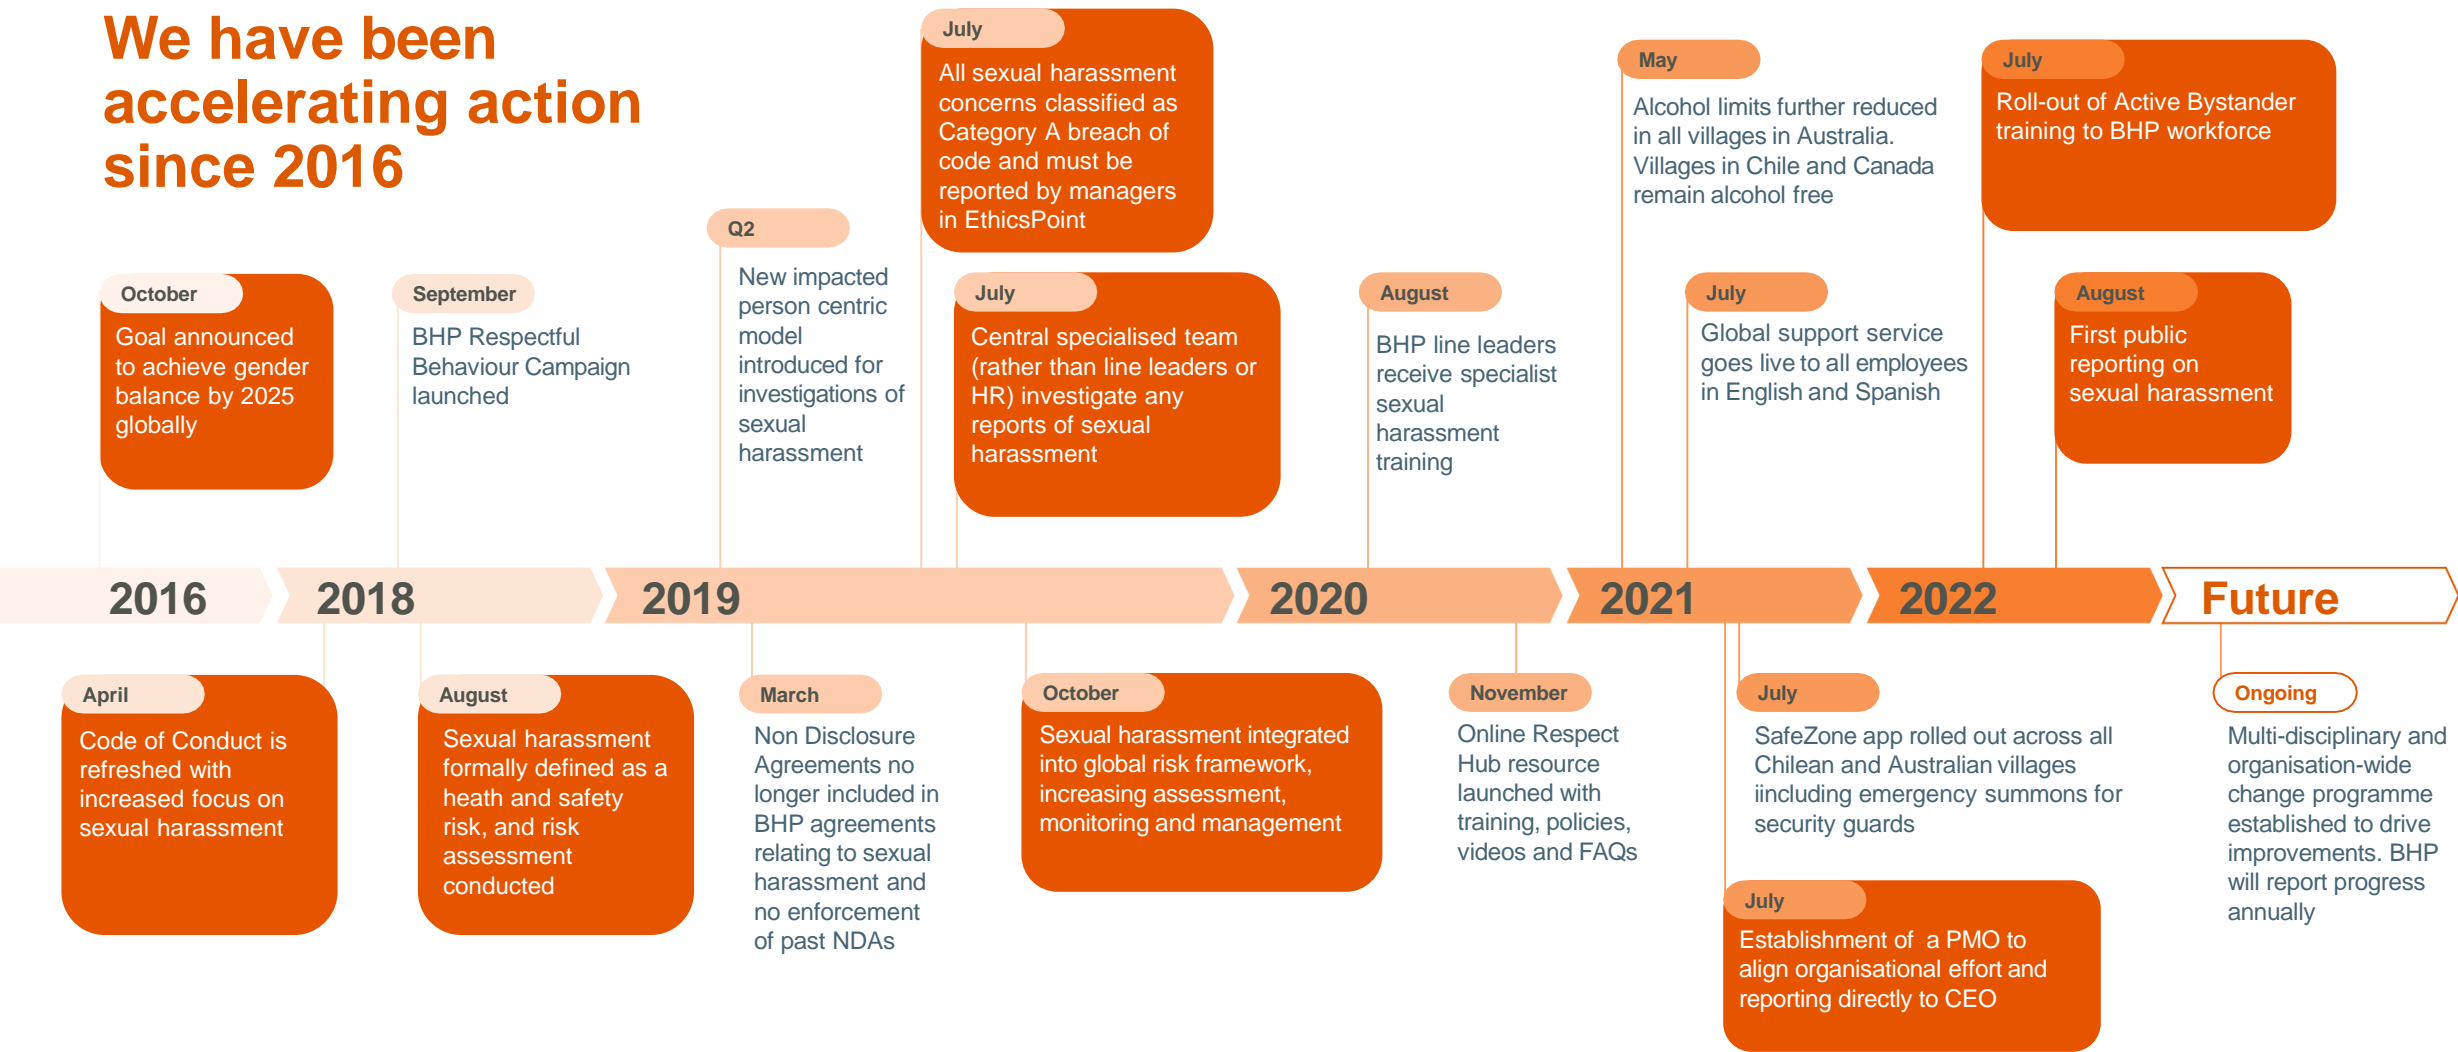 We have been
accelerating action
since 2016
October
Goal announced
to achieve gender
balance by 2025
globally
September
BHP Respectful
Behaviour Campaign
launched
Q2
New impacted
person centric
model
introduced for
investigations of
sexual
harassment
July
All sexual harassment
concerns classified as
Category A breach of
code and must be
reported by managers
in EthicsPoint
July
Central specialised team
(rather than line leaders or
HR) investigate any
reports of sexual
harassment
August
BHP line leaders
receive specialist
sexual
harassment
training
May
Alcohol limits further reduced
in all villages in Australia.
Villages in Chile and Canada
remain alcohol free
July
Global support service
goes live to all employees
in English and Spanish
July
Roll-out of Active Bystander
training to BHP workforce
August
First public
reporting on
sexual harassment
2016
2018
2019
2020
2021
2022
Future
April
Code of Conduct is
refreshed with
increased focus on
sexual harassment
August
Sexual harassment
formally defined as a
heath and safety
risk, and risk
assessment
conducted
March
Non Disclosure
Agreements no
longer included in
BHP agreements
relating to sexual
harassment and
no enforcement
of past NDAs
October
Sexual harassment integrated
into global risk framework,
increasing assessment,
monitoring and management
November
Online Respect
Hub resource
launched with
training, policies,
videos and FAQs
July
SafeZone app rolled out across all
Chilean and Australian villages
iincluding emergency summons for
security guards
July
Establishment of  a PMO to
align organisational effort and
reporting directly to CEO
Ongoing
Multi-disciplinary and
organisation-wide
change programme
established to drive
improvements. BHP
will report progress
annually